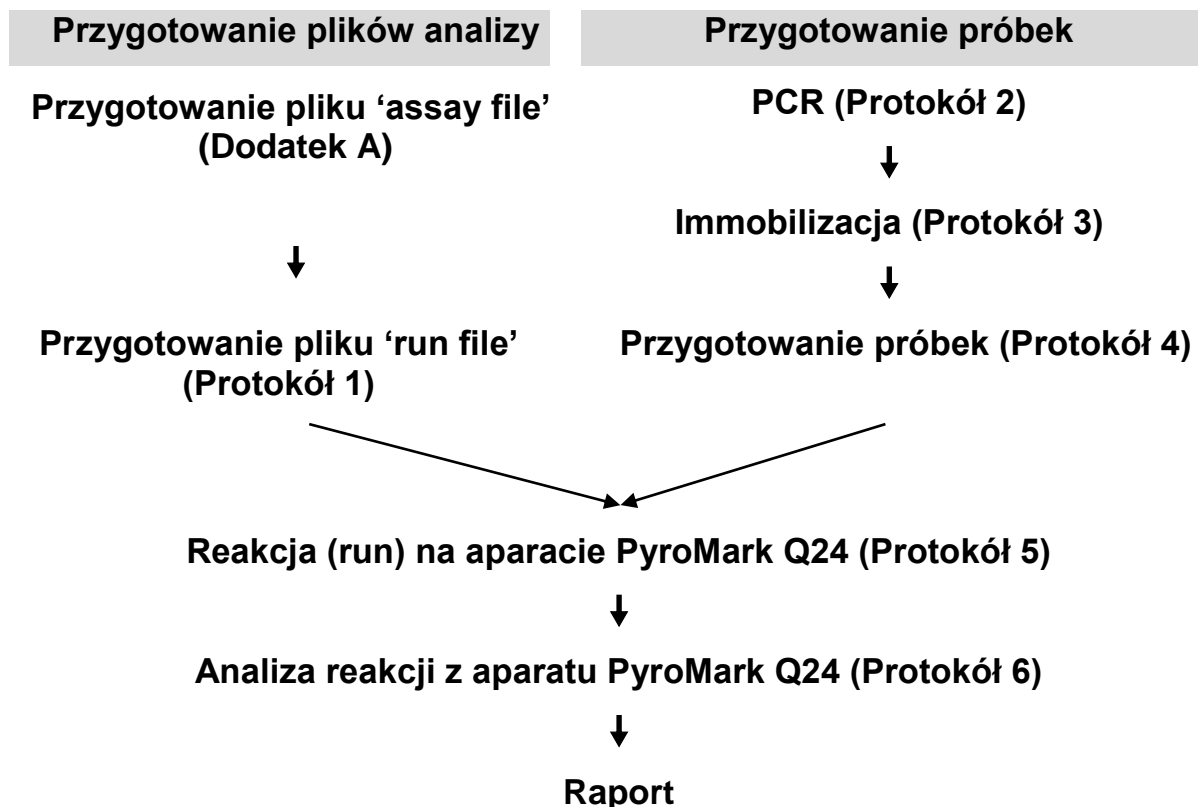 Przygotowanie plików analizy
Przygotowanie próbek
Przygotowanie pliku ‘assay file’
(Dodatek A)
PCR (Protokół 2)
Immobilizacja (Protokół 3)
Przygotowanie pliku ‘run file’
(Protokół 1)
Przygotowanie próbek (Protokół 4)
Reakcja (run) na aparacie PyroMark Q24 (Protokół 5)
Analiza reakcji z aparatu PyroMark Q24 (Protokół 6)
Raport